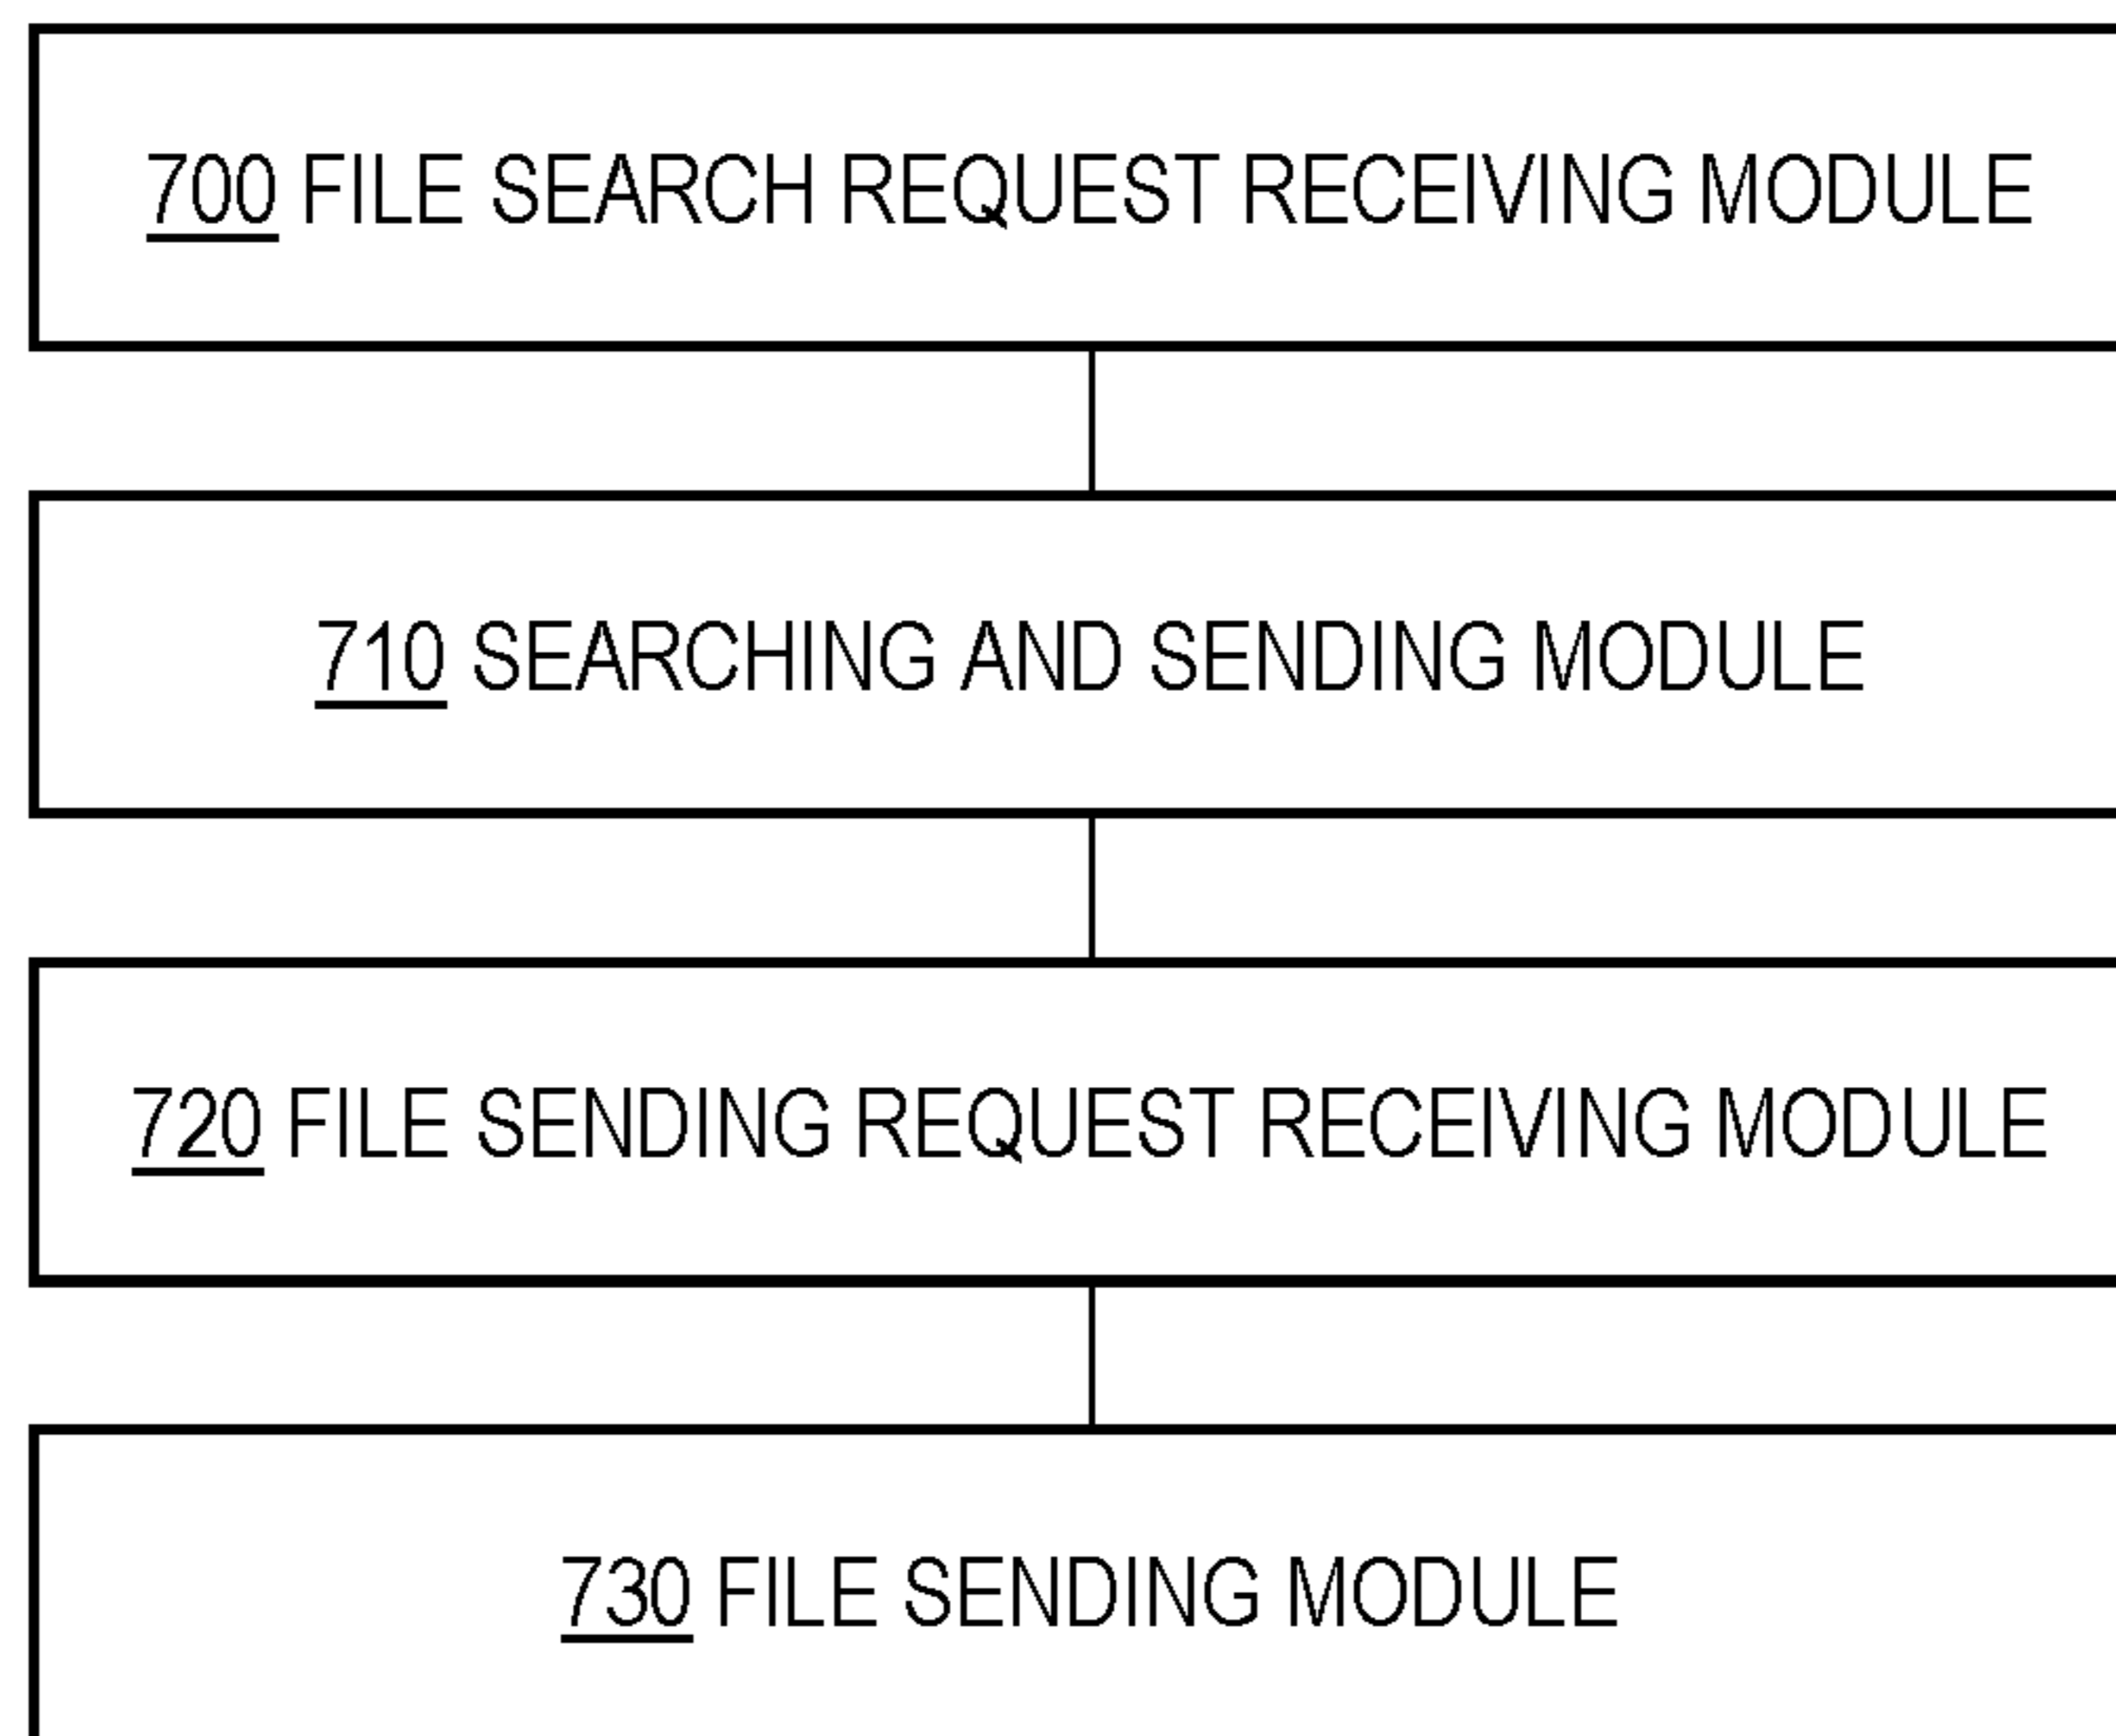 700 FILE SEARCH REQUEST RECEIVING MODULE
710 SEARCHING AND SENDING MODULE
720 FILE SENDING REQUEST RECEIVING MODULE
730 FILE SENDING MODULE